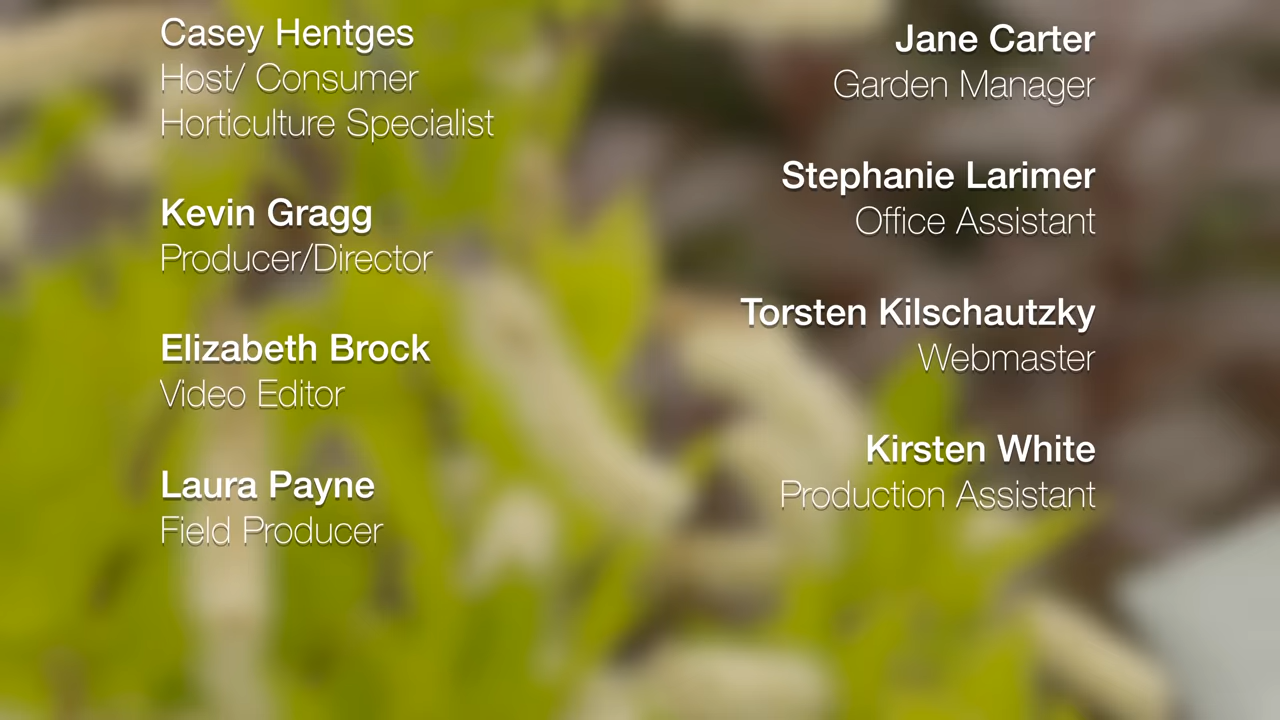 Casey Hentges
Host/ Consumer
Horticulture Specialist
Kevin Gragg
Producer/Director
Elizabeth Brock
Video Editor
Laura Payne
Field Producer
Jane Carter
Garden Manager
Stephanie Larimer
Office Assistant
Torsten Kilschautzky
Webmaster
Kirsten White
Production Assistant